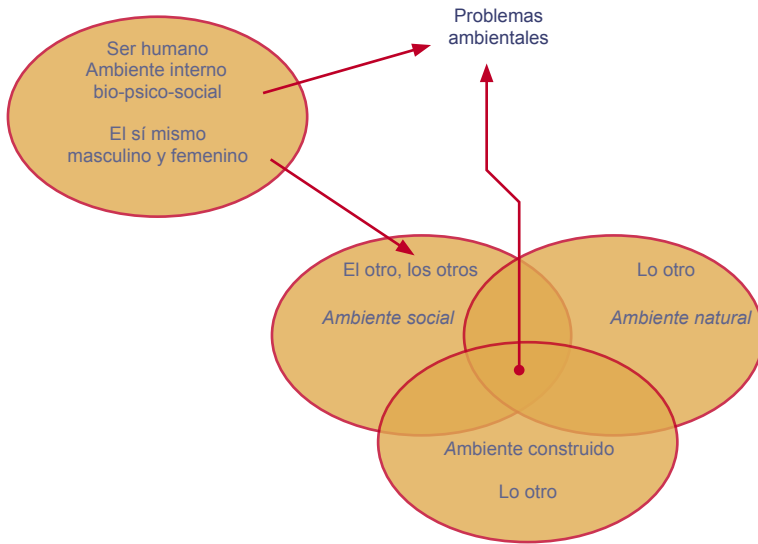 Problemas
ambientales
Ser humano
Ambiente interno
bio-psico-social
El sí mismo
masculino y femenino
El otro, los otros
Ambiente social
Lo otro
Ambiente natural
Ambiente construido
Lo otro